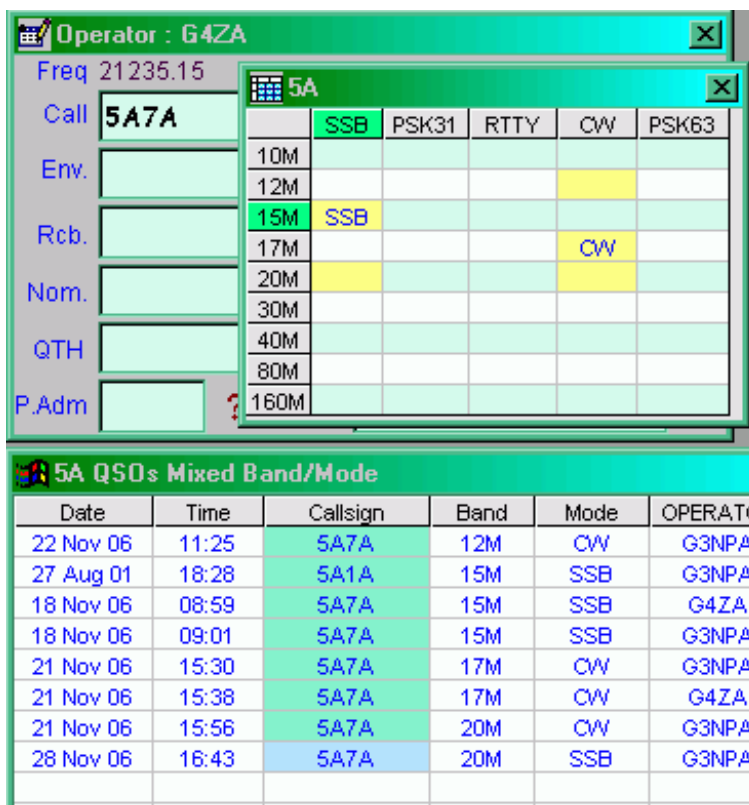 Operator : G4ZA
Freq 21235.15
Call 5A7A
Env.
Rcb.
Nom.
QTH
P.Adm ?
5A
SSB PSK31 RTTY CW PSK63
10M
12M
15M SSB
17M CW
20M
30M
40M
80M
160M
5A QSOs Mixed Band/Mode
Date Time Callsign Band Mode OPERATO
22 Nov 06 11:25 5A7A 12M CW G3NPA
27 Aug 01 18:28 5A1A 15M SSB G3NPA
18 Nov 06 08:59 5A7A 15M SSB G4ZA
18 Nov 06 09:01 5A7A 15M SSB G3NPA
21 Nov 06 15:30 5A7A 17M CW G3NPA
21 Nov 06 15:38 5A7A 17M CW G4ZA
21 Nov 06 15:56 5A7A 20M CW G3NPA
28 Nov 06 16:43 5A7A 20M SSB G3NPA